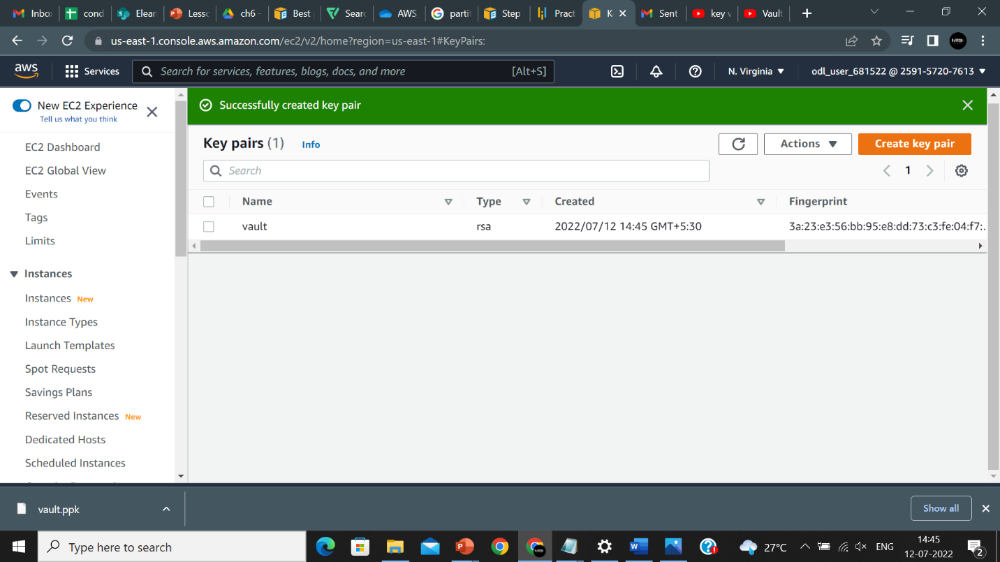 Inbo
cond
Elear
Lesso
ch6 -
Best
Searc
AWS
partit
Step
Pract
K
Sent
key v
Vault
us-east-1.console.aws.amazon.com/ec2/v2/home?region=us-east-1#KeyPairs:
aws
Services
Search for services, features, blogs, docs, and more
[Alt+S]
N. Virginia
odl_user_681522 @ 2591-5720-7613
New EC2 Experience
Tell us what you think
EC2 Dashboard
EC2 Global View
Events
Tags
Limits
Instances
Instances New
Instance Types
Launch Templates
Spot Requests
Savings Plans
Reserved Instances New
Dedicated Hosts
Scheduled Instances
Successfully created key pair
Key pairs (1) Info
Actions
Create key pair
Search
1
Name Type Created Fingerprint
vault rsa 2022/07/12 14:45 GMT+5:30 3a:23:e3:56:bb:95:e8:dd:73:c3:fe:04:f7:..
vault.ppk
Show all
Type here to search
27°C
ENG
14:45
12-07-2022
2